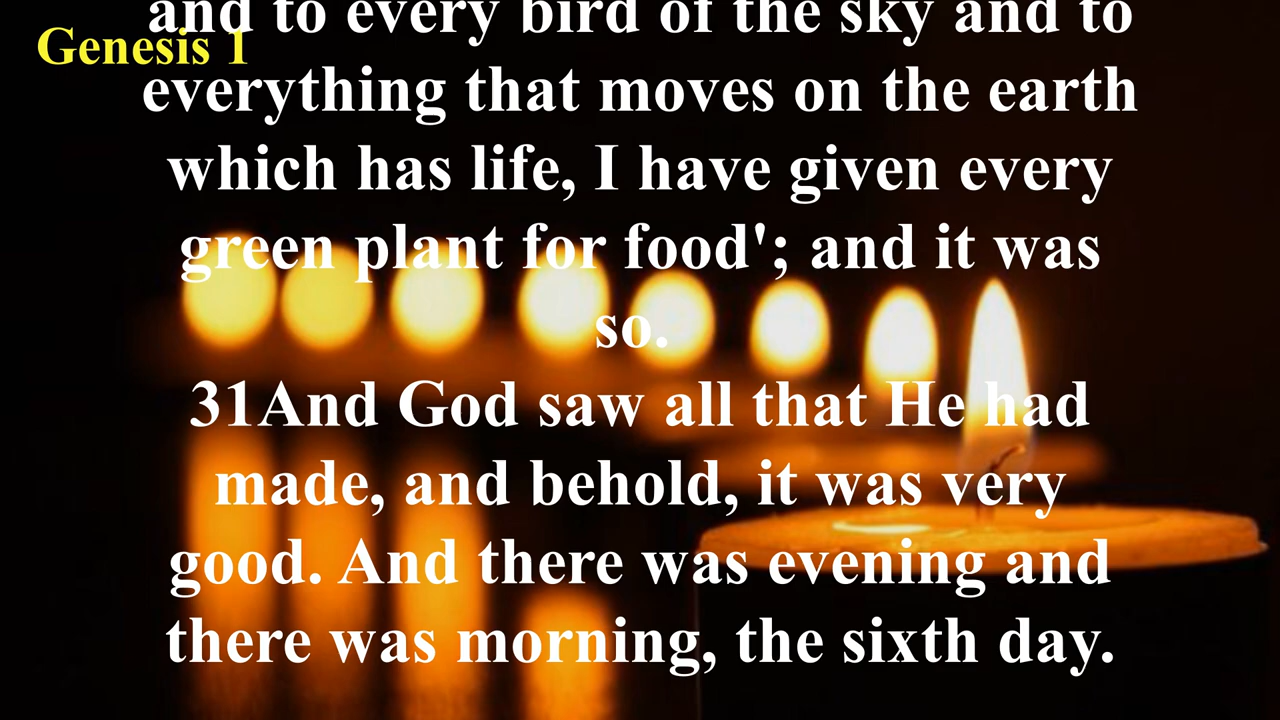 and to every bird of the sky and to
Genesis 1
everything that moves on the earth
which has life, I have given every
green plant for food'; and it was
so.
31And God saw all that He had
made, and behold, it was very
good. And there was evening and
there was morning, the sixth day.